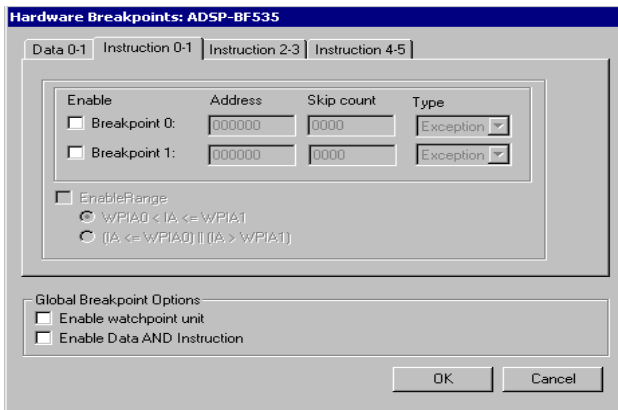 Hardware Breakpoints: ADSP-BF535
Data 0-1 Instruction 0-1 Instruction 2-3 Instruction 4-5
Enable Address Skip count Type
Breakpoint 0: 000000 0000 Exception
Breakpoint 1: 000000 0000 Exception
EnableRange
WPIA0 < IA <= WPIA1
(IA <= WPIA0) || (IA > WPIA1)
Global Breakpoint Options
Enable watchpoint unit
Enable Data AND Instruction
OK Cancel